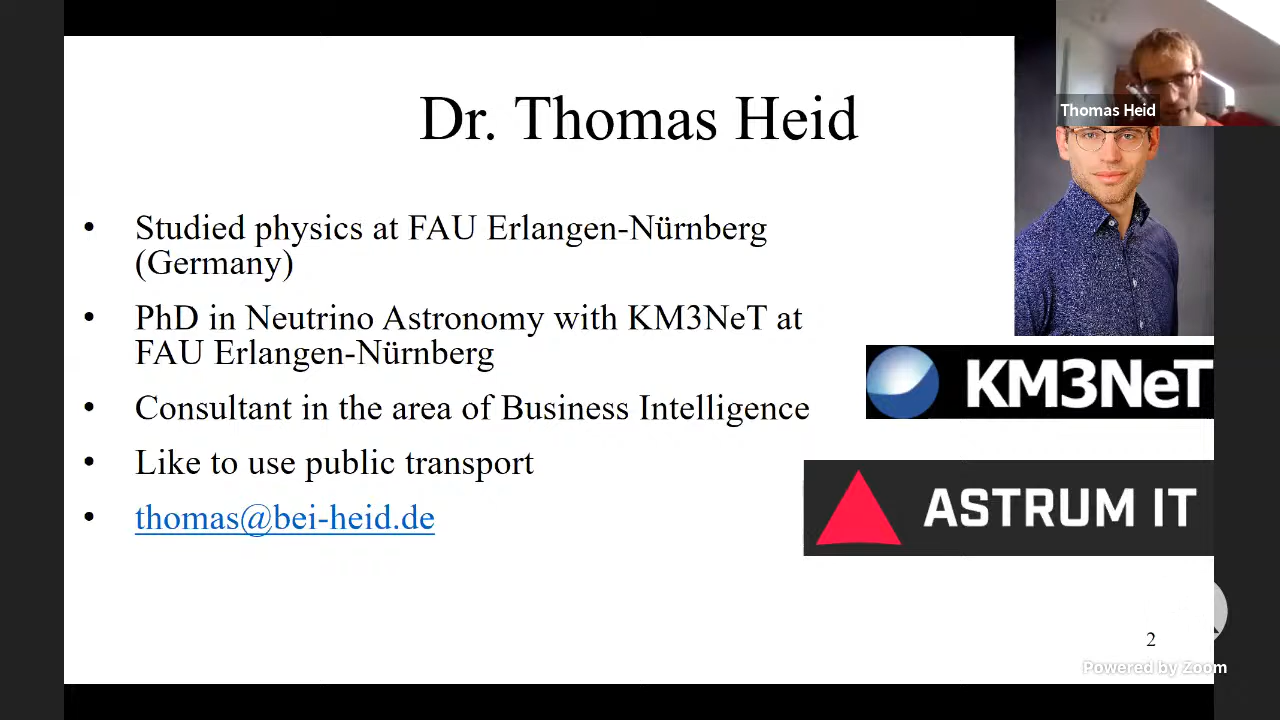 Dr. Thomas Heid
Thomas Heid
• Studied physics at FAU Erlangen-Nürnberg
(Germany)
• PhD in Neutrino Astronomy with KM3NeT at
FAU Erlangen-Nürnberg
• Consultant in the area of Business Intelligence
• Like to use public transport
• thomas@bei-heid.de
KM3NeT
ASTRUM IT
2
Powered by Zoom